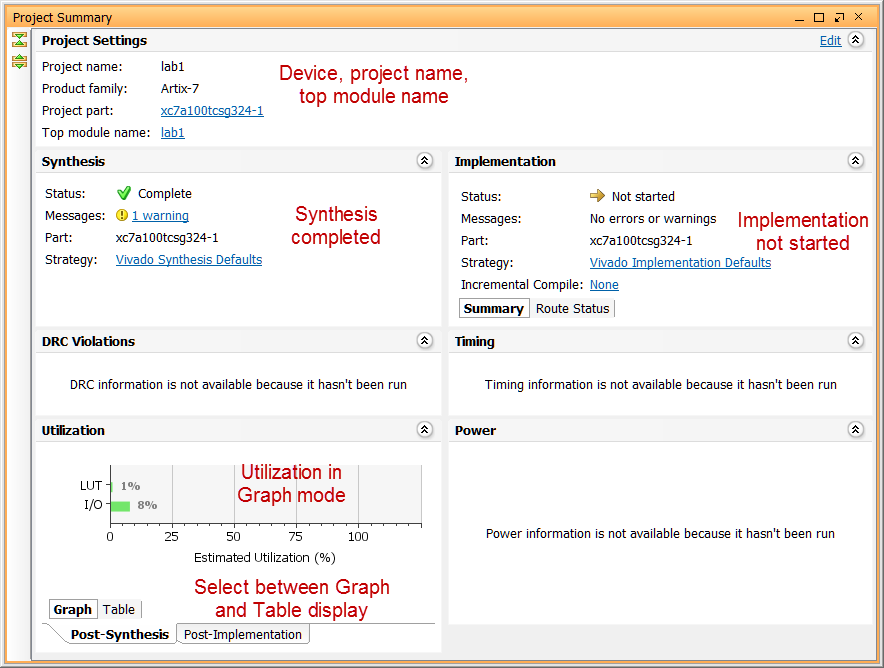 Project Summary
Project Settings
Edit
Project name: lab1
Product family: Artix-7
Project part: xc7a100tcsg324-1
Top module name: lab1
Device, project name,
top module name
Synthesis
Status: Complete
Messages: 1 warning
Part: xc7a100tcsg324-1
Strategy: Vivado Synthesis Defaults
Synthesis
completed
Implementation
Status: Not started
Messages: No errors or warnings
Part: xc7a100tcsg324-1
Strategy: Vivado Implementation Defaults
Incremental Compile: None
Implementation
not started
Summary Route Status
DRC Violations
DRC information is not available because it hasn't been run
Timing
Timing information is not available because it hasn't been run
Utilization
Utilization in
Graph mode
LUT 1%
I/O 8%
0 25 50 75 100
Estimated Utilization (%)
Select between Graph
and Table display
Graph Table
Post-Synthesis Post-Implementation
Power
Power information is not available because it hasn't been run